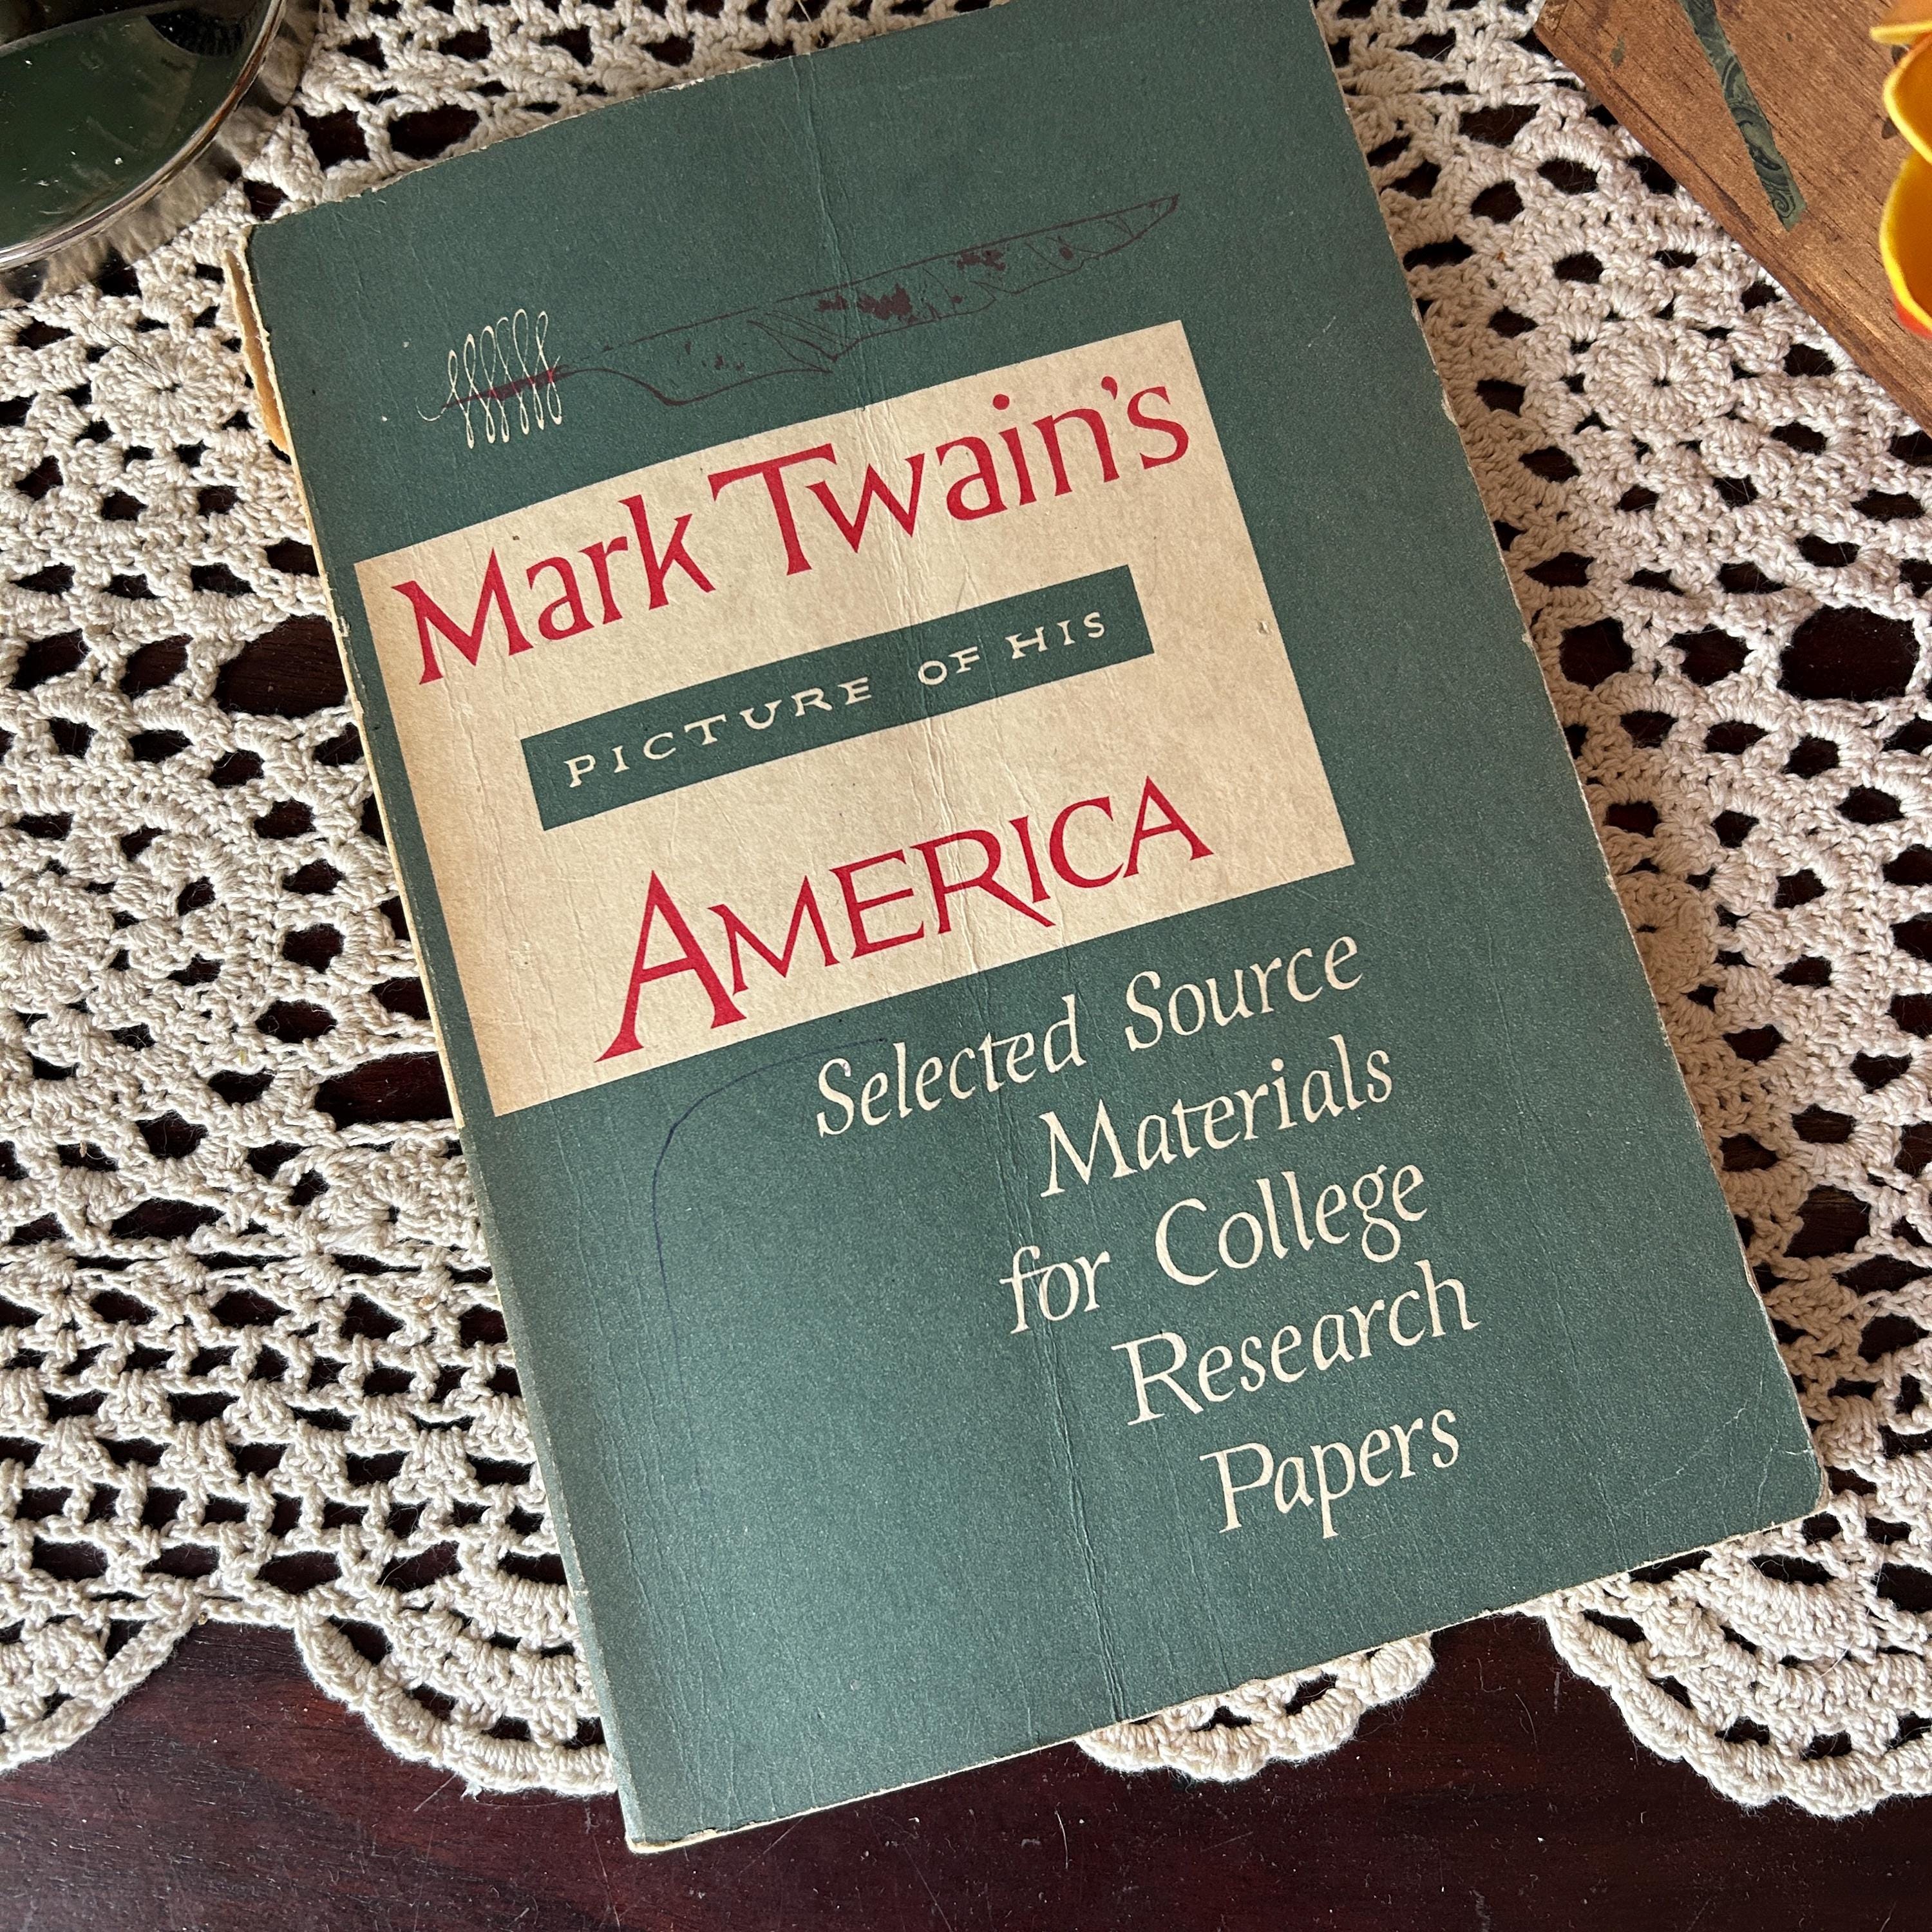 Mark Twain's
PICTURE OF HIS
AMERICA
Selected Source
Materials
for College
Research
Papers